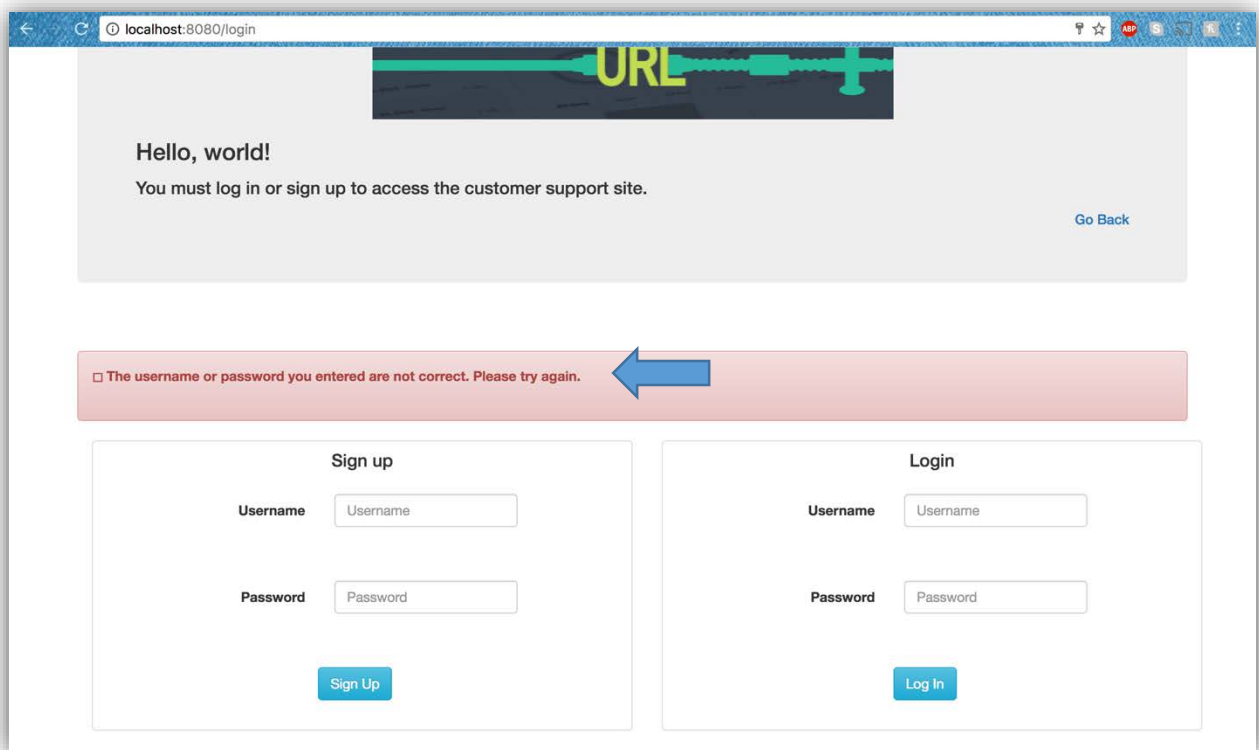 localhost:8080/login
ABP
S
URL
Hello, world!
You must log in or sign up to access the customer support site.
Go Back
The username or password you entered are not correct. Please try again.
Sign up
Username Username
Password Password
Sign Up
Login
Username Username
Password Password
Log In